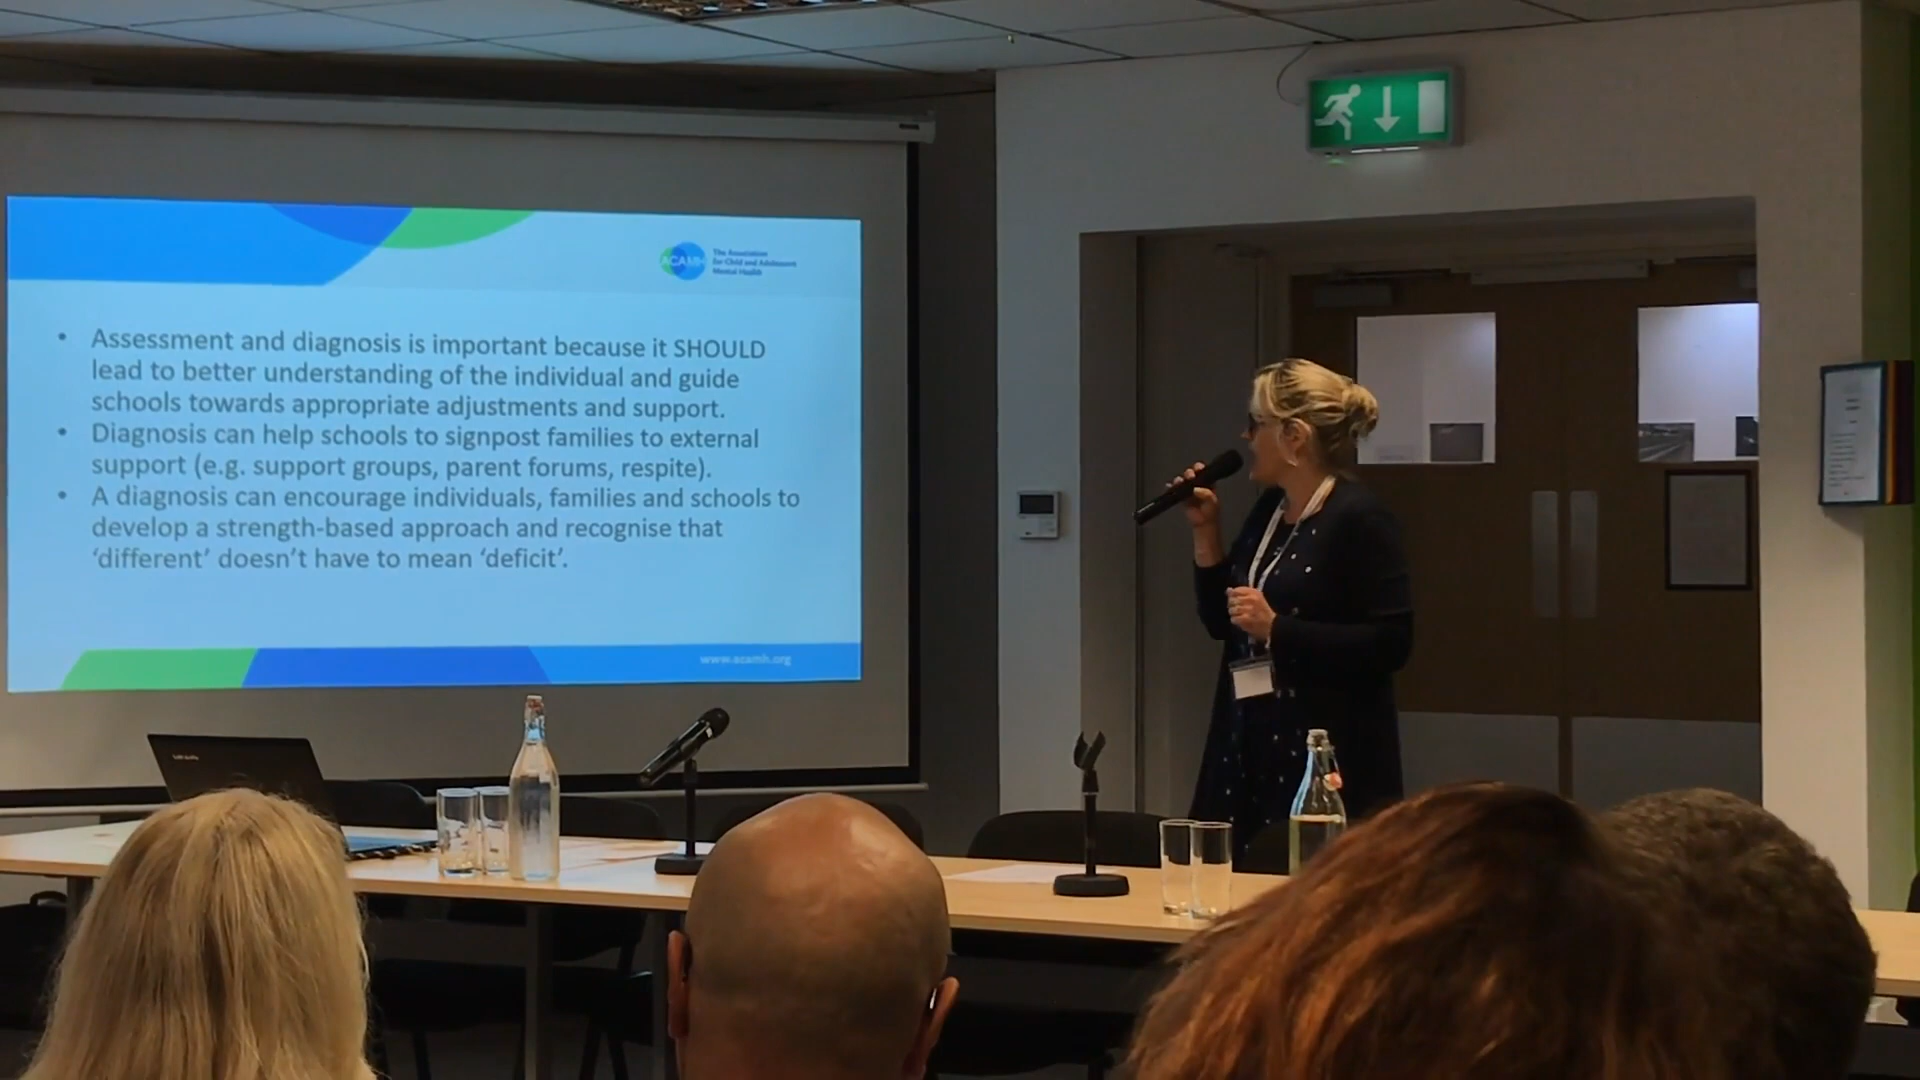 ACAMH
The Association
for Child and Adolescent
Mental Health
• Assessment and diagnosis is important because it SHOULD
lead to better understanding of the individual and guide
schools towards appropriate adjustments and support.
• Diagnosis can help schools to signpost families to external
support (e.g. support groups, parent forums, respite).
• A diagnosis can encourage individuals, families and schools to
develop a strength-based approach and recognise that
‘different’ doesn’t have to mean ‘deficit’.
www.acamh.org